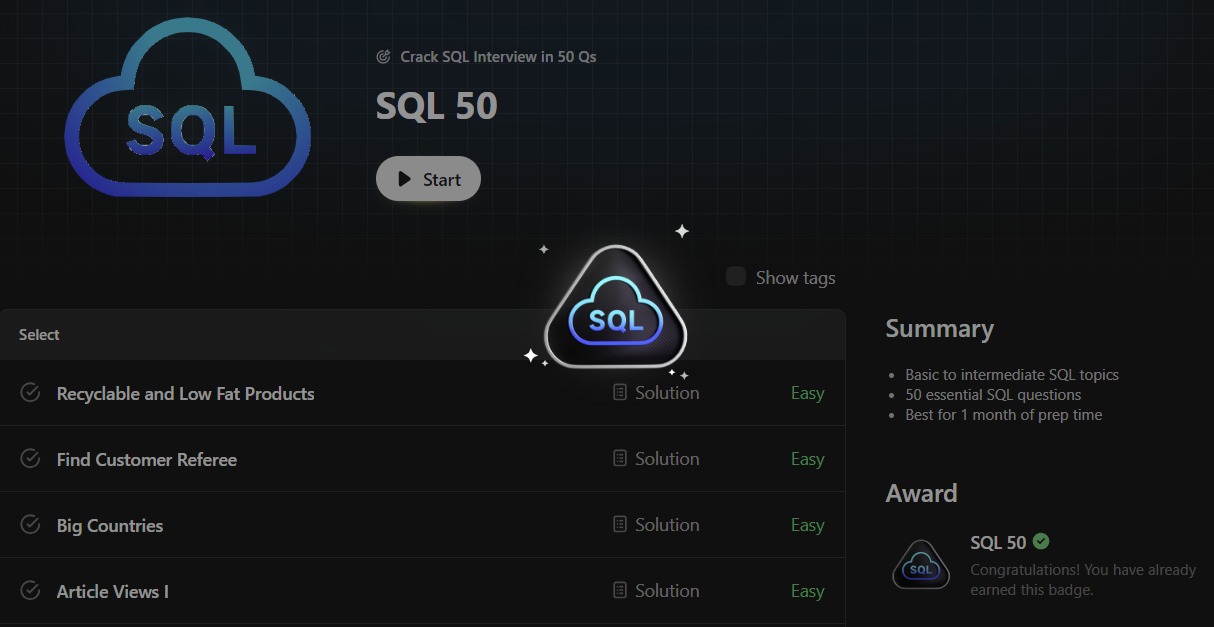 SQL
Crack SQL Interview in 50 Qs
SQL 50
Start
Show tags
SQL
Select
Recyclable and Low Fat Products Solution Easy
Find Customer Referee Solution Easy
Big Countries Solution Easy
Article Views I Solution Easy
Summary
Basic to intermediate SQL topics
50 essential SQL questions
Best for 1 month of prep time
Award
SQL
SQL 50
Congratulations! You have already
earned this badge.